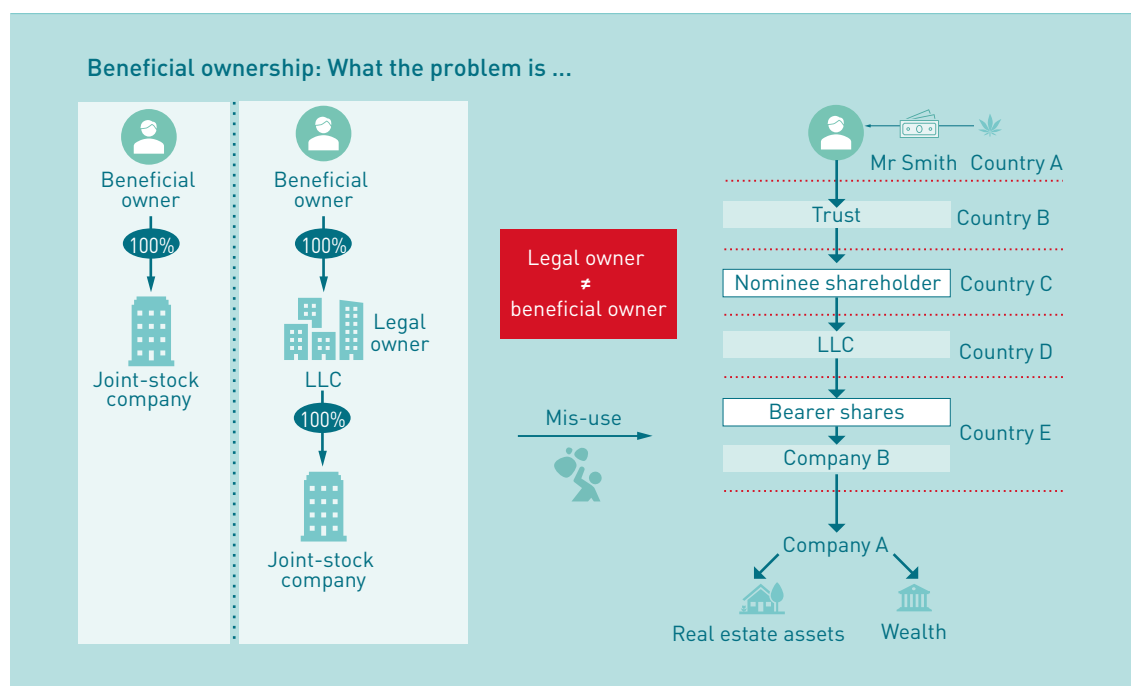 Beneficial ownership: What the problem is ...
Beneficial
owner
100%
Joint-stock
company
Beneficial
owner
100%
Legal
owner
LLC
100%
Joint-stock
company
Legal owner
≠
beneficial owner
Mis-use
Mr Smith Country A
Trust
Country B
Nominee shareholder
Country C
LLC
Country D
Bearer shares
Country E
Company B
Company A
Real estate assets
Wealth